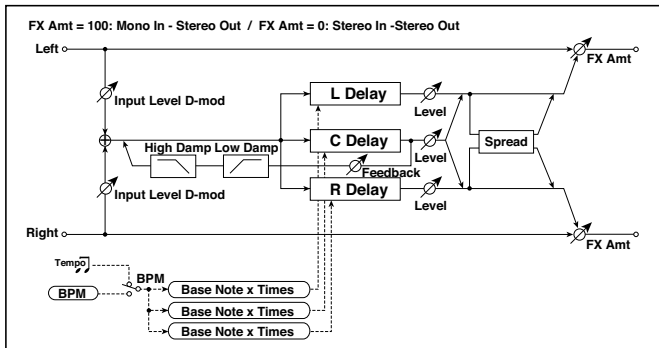 FX Amt = 100: Mono In - Stereo Out / FX Amt = 0: Stereo In -Stereo Out
Left
FX Amt
Input Level D-mod
L Delay
Level
High Damp Low Damp
C Delay
Level
Spread
Feedback
Input Level D-mod
R Delay
Level
Right
FX Amt
Tempo
BPM
BPM
Base Note x Times
Base Note x Times
Base Note x Times